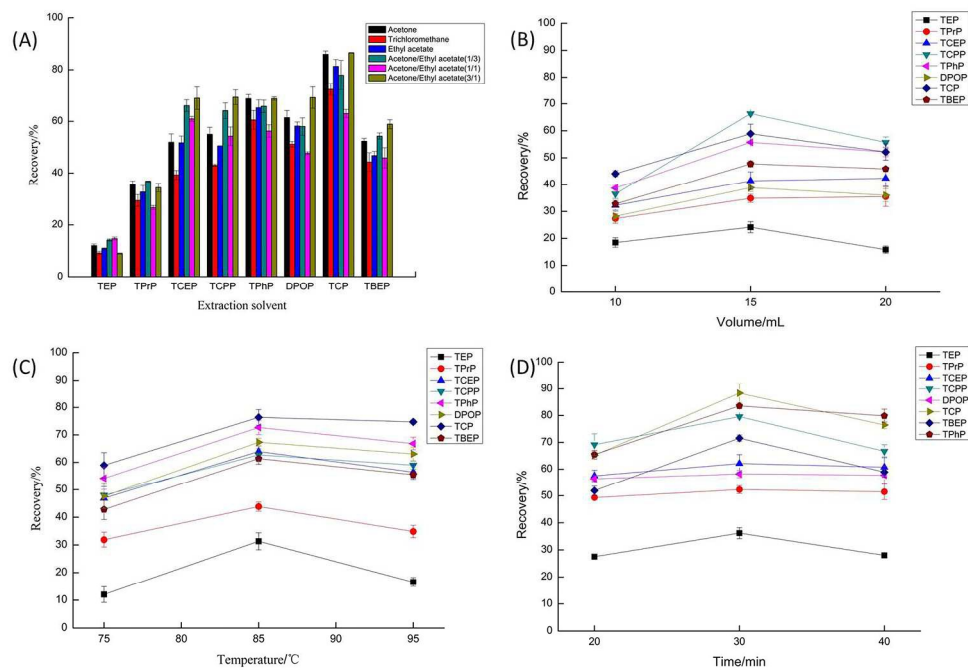 (A)
Acetone
Trichloromethane
Ethyl acetate
Acetone/Ethyl acetate(1/3)
Acetone/Ethyl acetate(1/1)
Acetone/Ethyl acetate(3/1)
100
80
60
40
20
0
Recovery/%
TEP TPrP TCEP TCPP TPhP DPOP TCP TBEP
Extraction solvent
(B)
TEP
TPrP
TCEP
TCPP
TPhP
DPOP
TCP
TBEP
100
90
80
70
60
50
40
30
20
10
0
Recovery/%
10 15 20
Volume/mL
(C)
TEP
TPrP
TCEP
TCPP
TPhP
DPOP
TCP
TBEP
100
90
80
70
60
50
40
30
20
10
0
Recovery/%
75 80 85 90 95
Temperature/℃
(D)
TEP
TPrP
TCEP
TCPP
DPOP
TCP
TBEP
TPhP
100
90
80
70
60
50
40
30
20
10
0
Recovery/%
20 30 40
Time/min